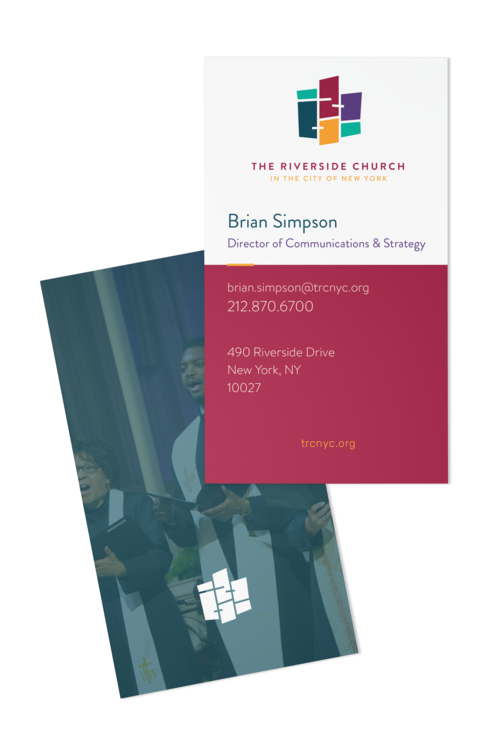 THE RIVERSIDE CHURCH
IN THE CITY OF NEW YORK
Brian Simpson
Director of Communications & Strategy
brian.simpson@trcnyc.org
212.870.6700
490 Riverside Drive
New York, NY
10027
trcnyc.org